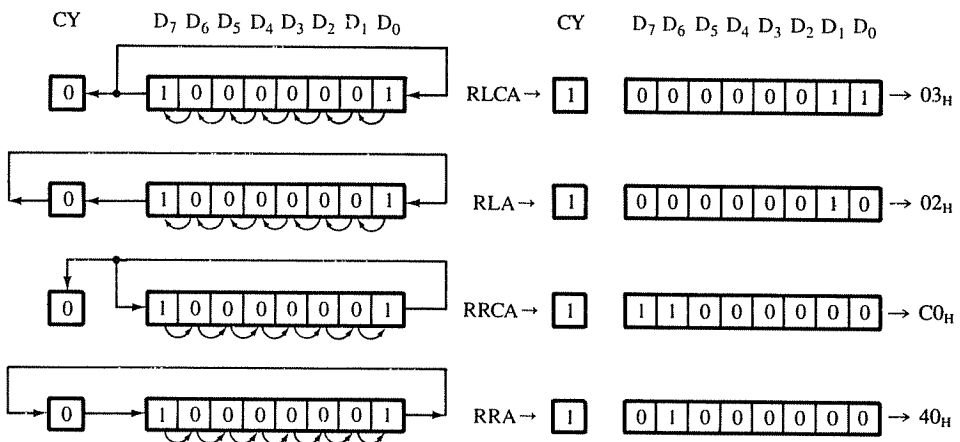 CY D₇ D₆ D₅ D₄ D₃ D₂ D₁ D₀ CY D₇ D₆ D₅ D₄ D₃ D₂ D₁ D₀
0 1 0 0 0 0 0 0 1 RLCA→ 1 0 0 0 0 0 0 1 1 → 03H
0 1 0 0 0 0 0 0 1 RLA→ 1 0 0 0 0 0 0 1 0 → 02H
0 1 0 0 0 0 0 0 1 RRCA→ 1 1 1 0 0 0 0 0 0 → C0H
0 1 0 0 0 0 0 0 1 RRA→ 1 0 1 0 0 0 0 0 0 → 40H